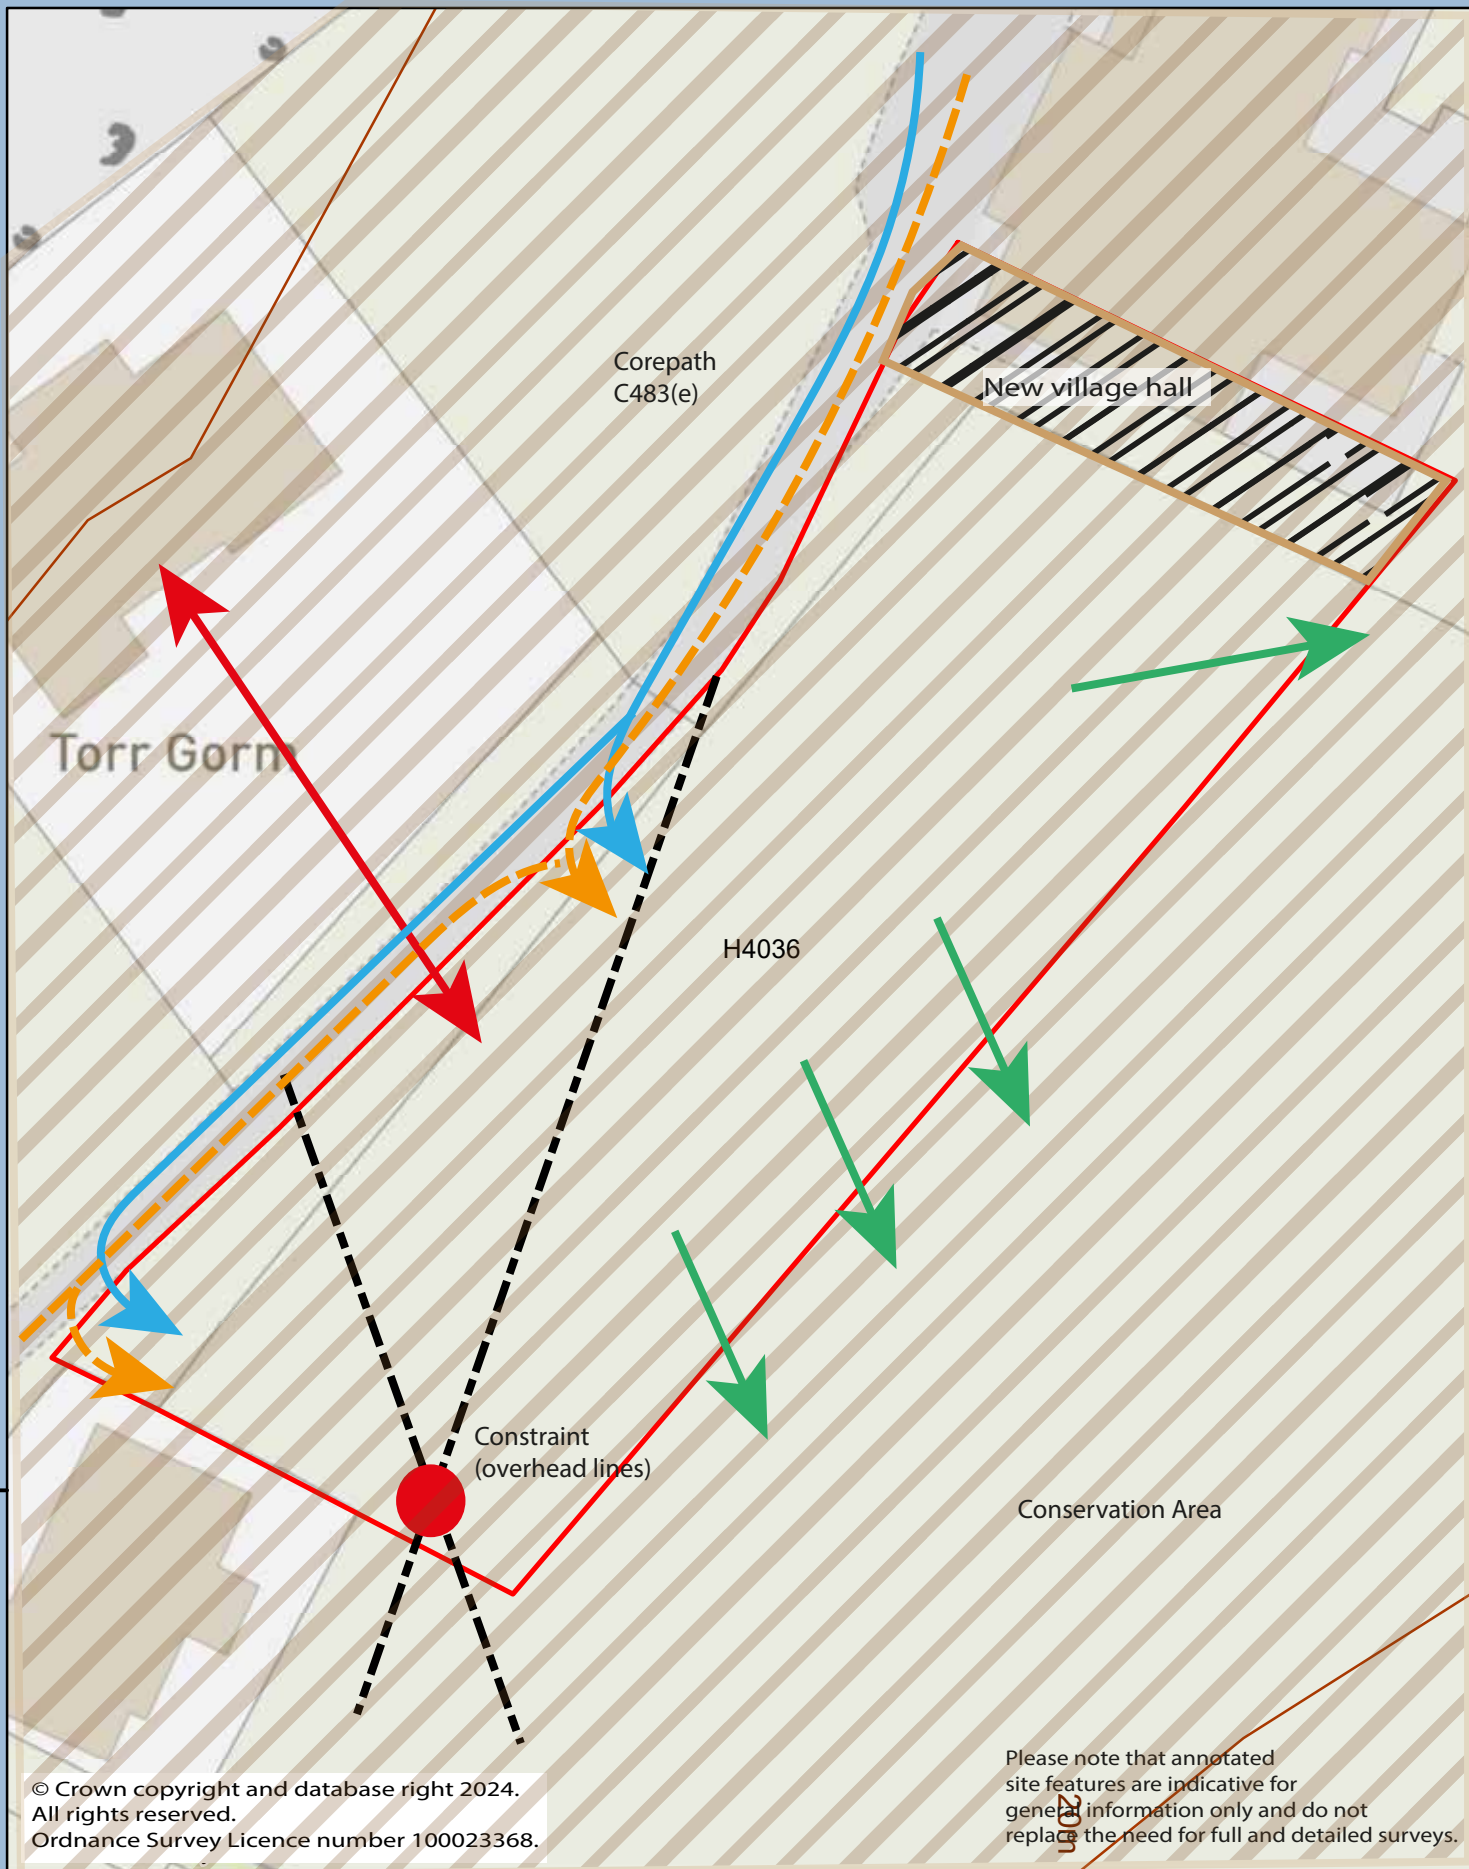 Corepath
C483(e)
New village hall
Torr Gorm
H4036
Constraint
(overhead lines)
Conservation Area
© Crown copyright and database right 2024.
All rights reserved.
Ordnance Survey Licence number 100023368.
Please note that annotated
site features are indicative for
general information only and do not
replace the need for full and detailed surveys.
20m